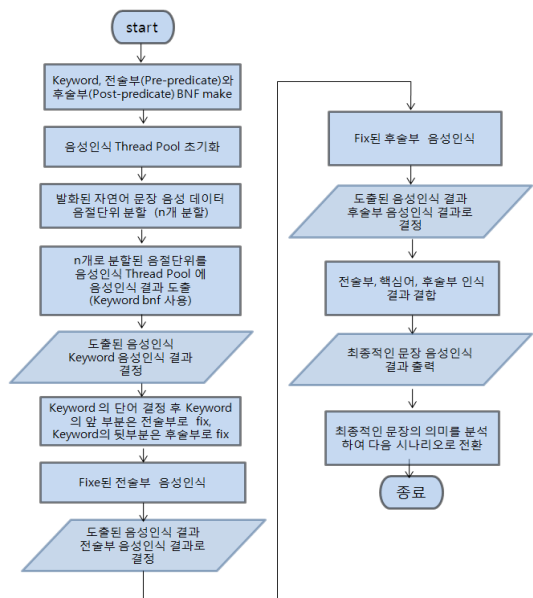 start
Keyword, 전술부(Pre-predicate)와
후술부(Post-predicate) BNF make
음성인식 Thread Pool 초기화
발화된 자연어 문장 음성 데이터
음절단위 분할 (n개 분할)
n개로 분할된 음절단위를
음성인식 Thread Pool 에
음성인식 결과 도출
(Keyword bnf 사용)
도출된 음성인식
Keyword 음성인식 결과
결정
Keyword 의 단어 결정 후 Keyword
의 앞 부분은 전술부로 fix,
Keyword의 뒷부분은 후술부로 fix
Fixe된 전술부 음성인식
도출된 음성인식 결과
전술부 음성인식 결과로
결정
Fix된 후술부 음성인식
도출된 음성인식 결과
후술부 음성인식 결과로
결정
전술부, 핵심어, 후술부 인식
결과 결합
최종적인 문장 음성인식
결과 출력
최종적인 문장의 의미를 분석
하여 다음 시나리오로 전환
종료